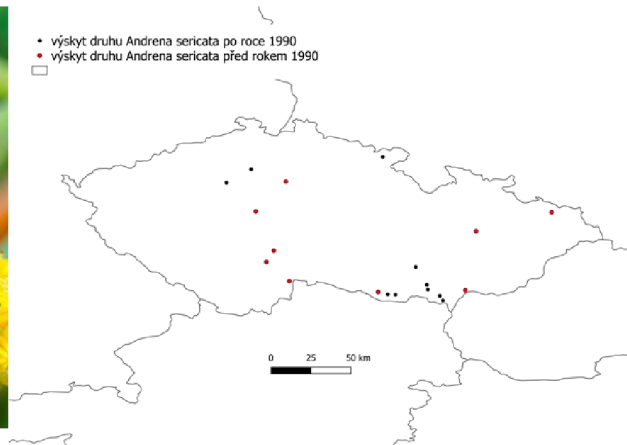 výskyt druhu Andrena sericata po roce 1990
výskyt druhu Andrena sericata před rokem 1990
0 25 50 km